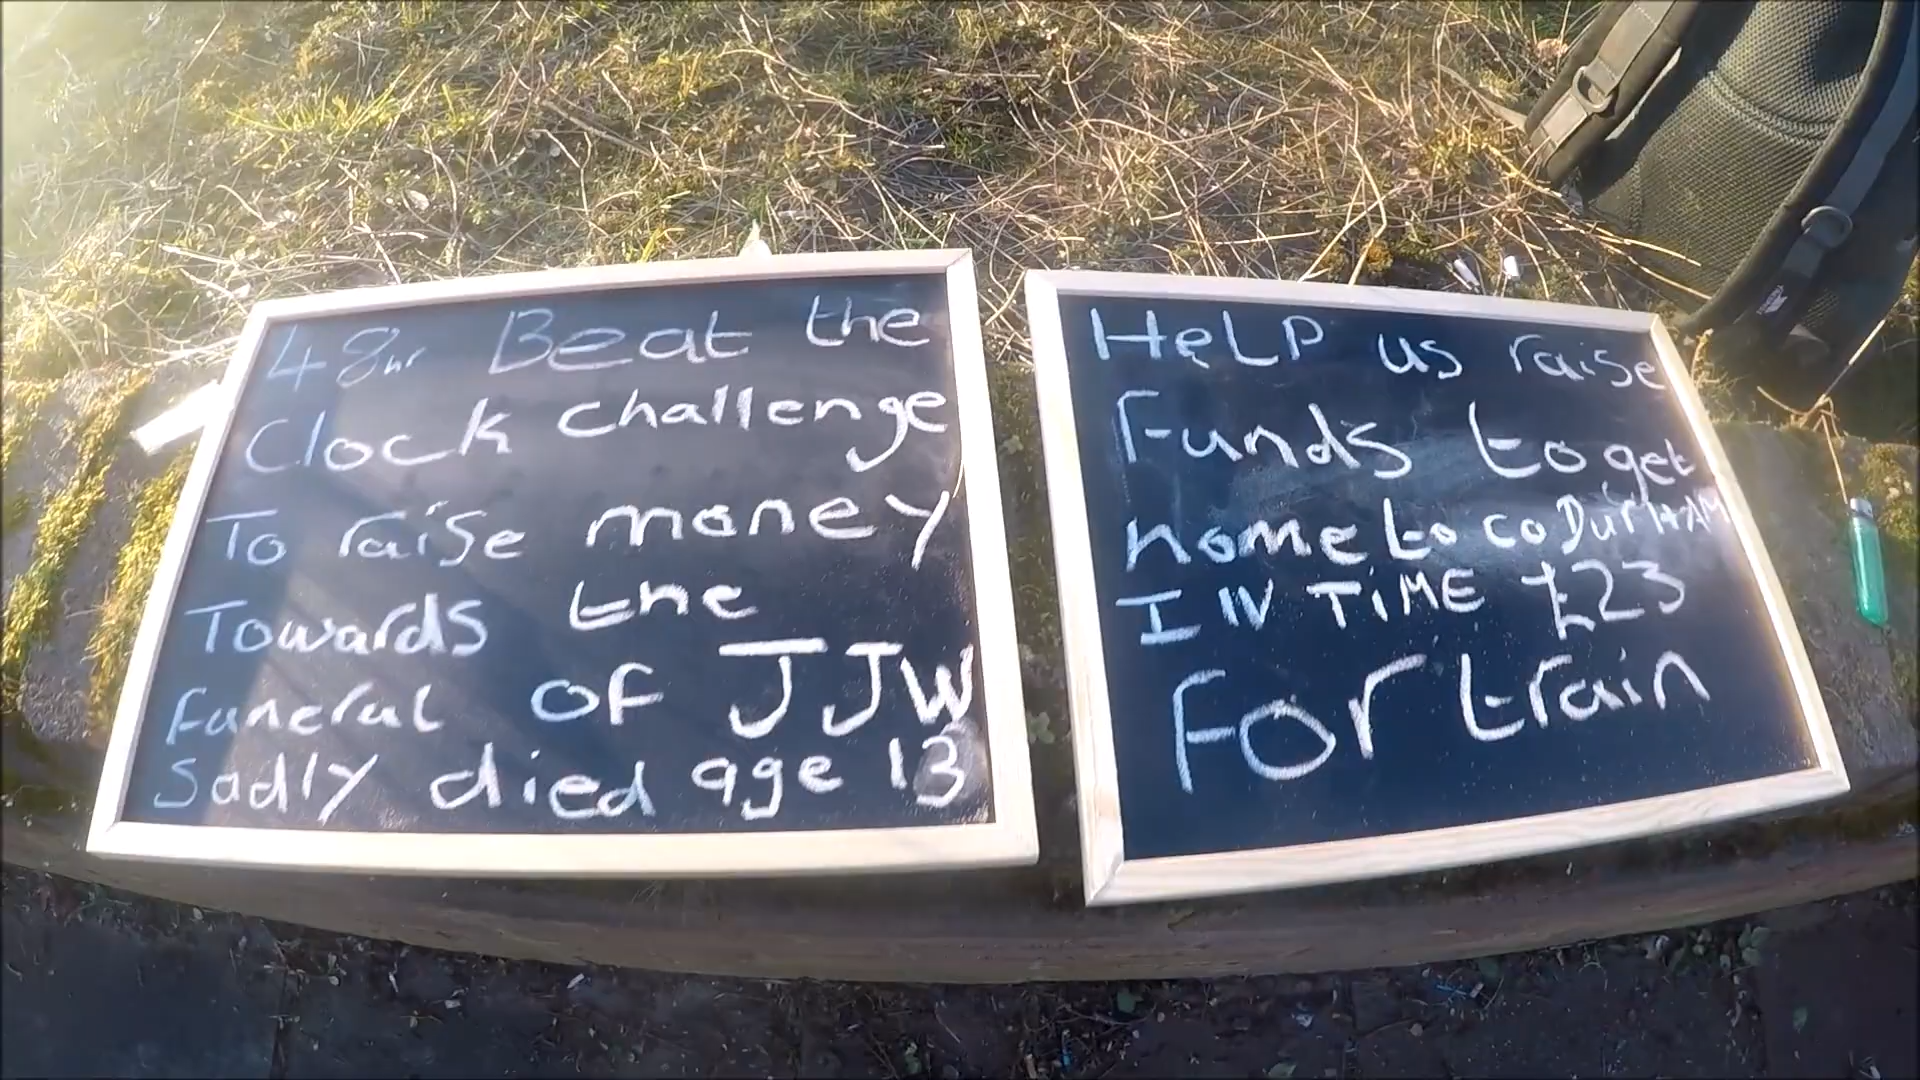 48hr Beat the
Clock challenge
To raise money
Towards the
funeral of JJW
Sadly died age 13
HeLP us raise
Funds to get
home to co DurHAM
IN TiME £23
For train